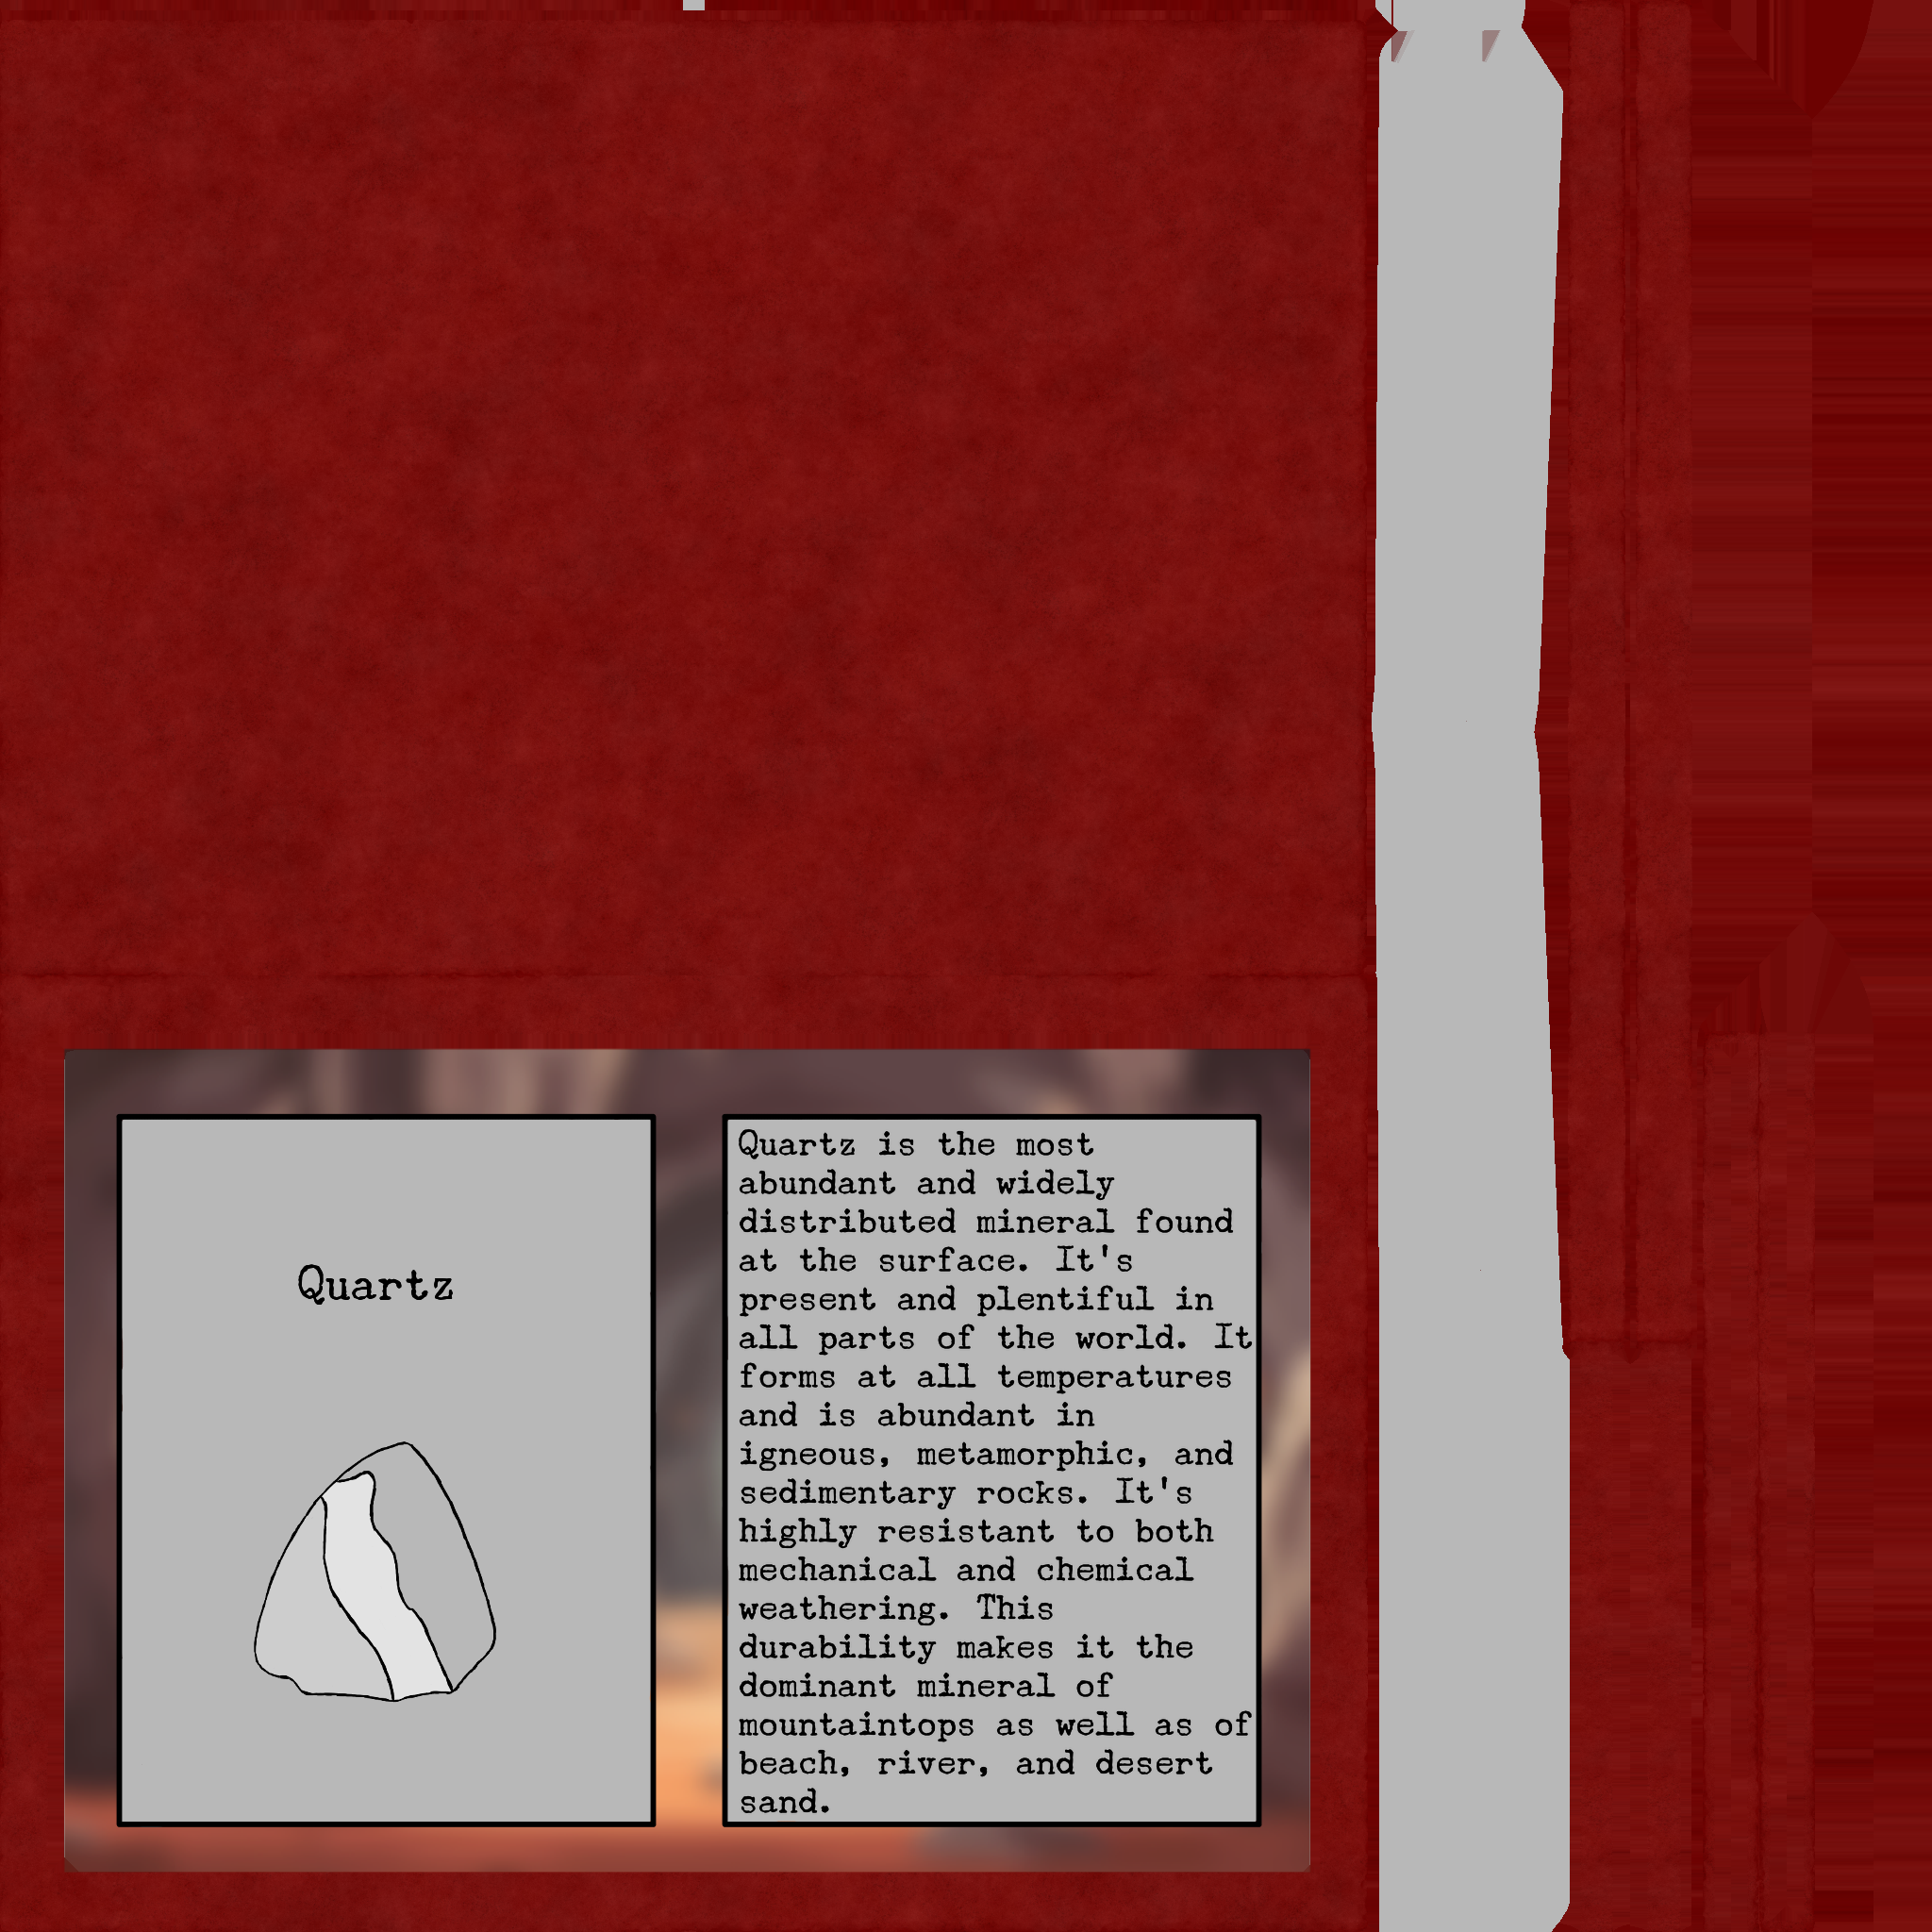 Quartz
Quartz is the most
abundant and widely
distributed mineral found
at the surface. It's
present and plentiful in
all parts of the world. It
forms at all temperatures
and is abundant in
igneous, metamorphic, and
sedimentary rocks. It's
highly resistant to both
mechanical and chemical
weathering. This
durability makes it the
dominant mineral of
mountaintops as well as of
beach, river, and desert
sand.